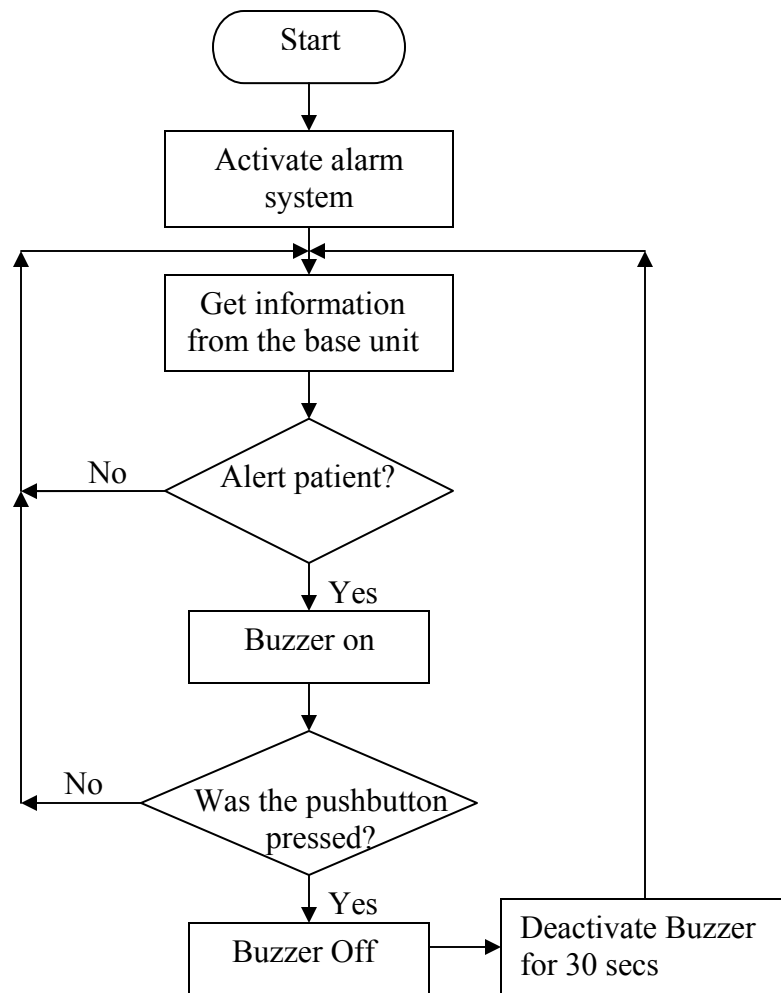 Start
Activate alarm
system
Get information
from the base unit
Alert patient?
No
Yes
Buzzer on
No
Was the pushbutton
pressed?
Yes
Buzzer Off
Deactivate Buzzer
for 30 secs